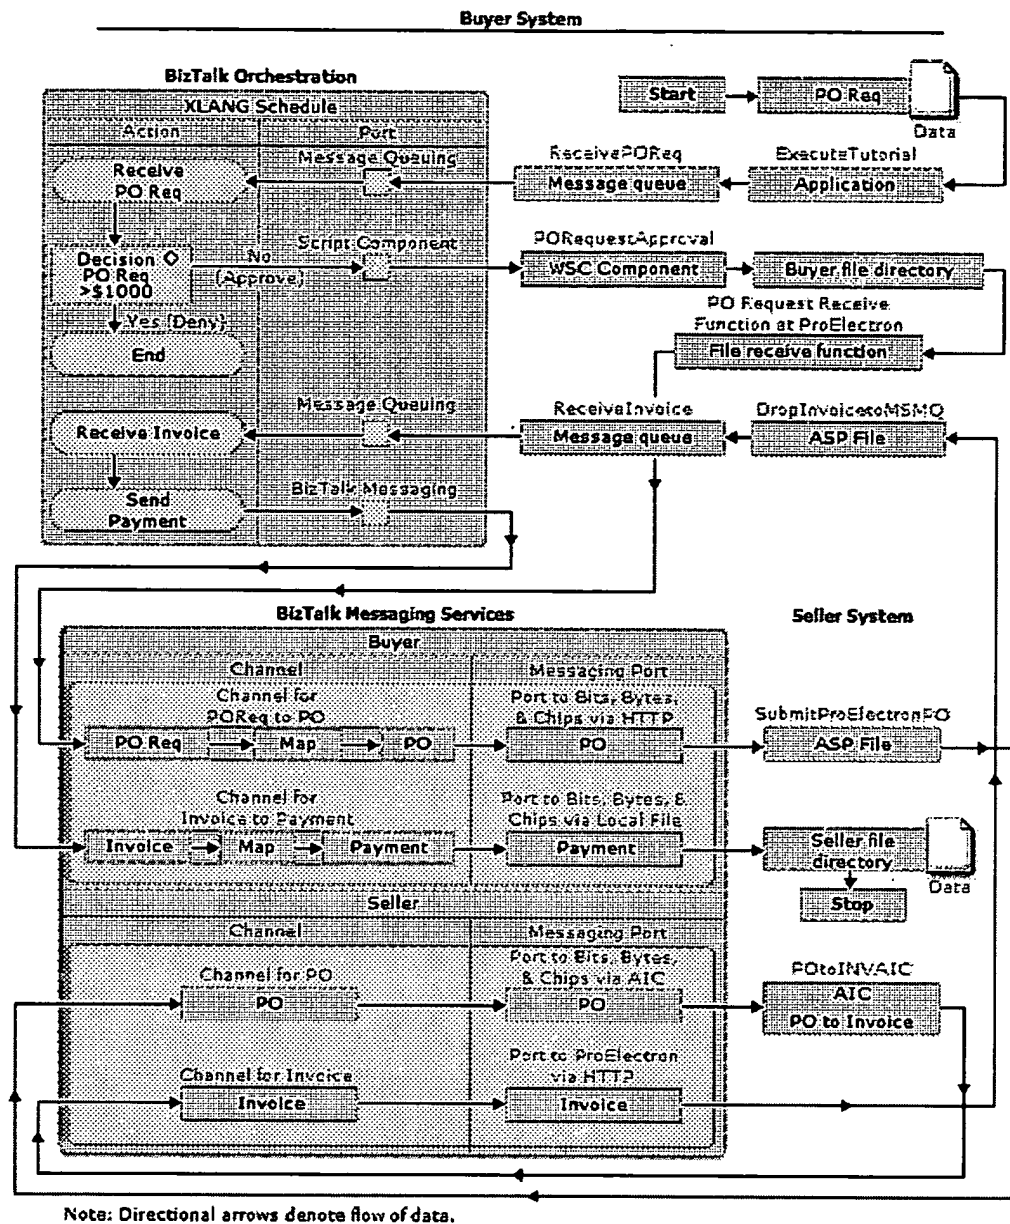 Buyer System
BizTalk Orchestration
XLANG Schedule
Action
Port
Start
PO Req
Data
Message Queuing
ReceivePOReq
ExecuteTutorial
Receive
PO Req
Message queue
Application
Script Component
PORequestApproval
Decision
PO Req
>$1000
No
(Approve)
WSC Component
Buyer file directory
Yes (Deny)
PO Request Receive
Function at ProElectron
End
File receive function
Message Queuing
ReceiveInvoice
DropInvoicetoMSMQ
Receive Invoice
Message queue
ASP File
BizTalk Messaging
Send
Payment
BizTalk Messaging Services
Seller System
Buyer
Channel
Messaging Port
Channel for
POReq to PO
Port to Bits, Bytes,
& Chips via HTTP
SubmitProElectronPO
PO Req
Map
PO
PO
ASP File
Channel for
Invoice to Payment
Port to Bits, Bytes, &
Chips via Local File
Invoice
Map
Payment
Payment
Seller file
directory
Data
Stop
Seller
Channel
Messaging Port
Channel for PO
Port to Bits, Bytes,
& Chips via AIC
POtoINVAIC
PO
PO
AIC
PO to Invoice
Channel for Invoice
Port to ProElectron
via HTTP
Invoice
Invoice
Note: Directional arrows denote flow of data.